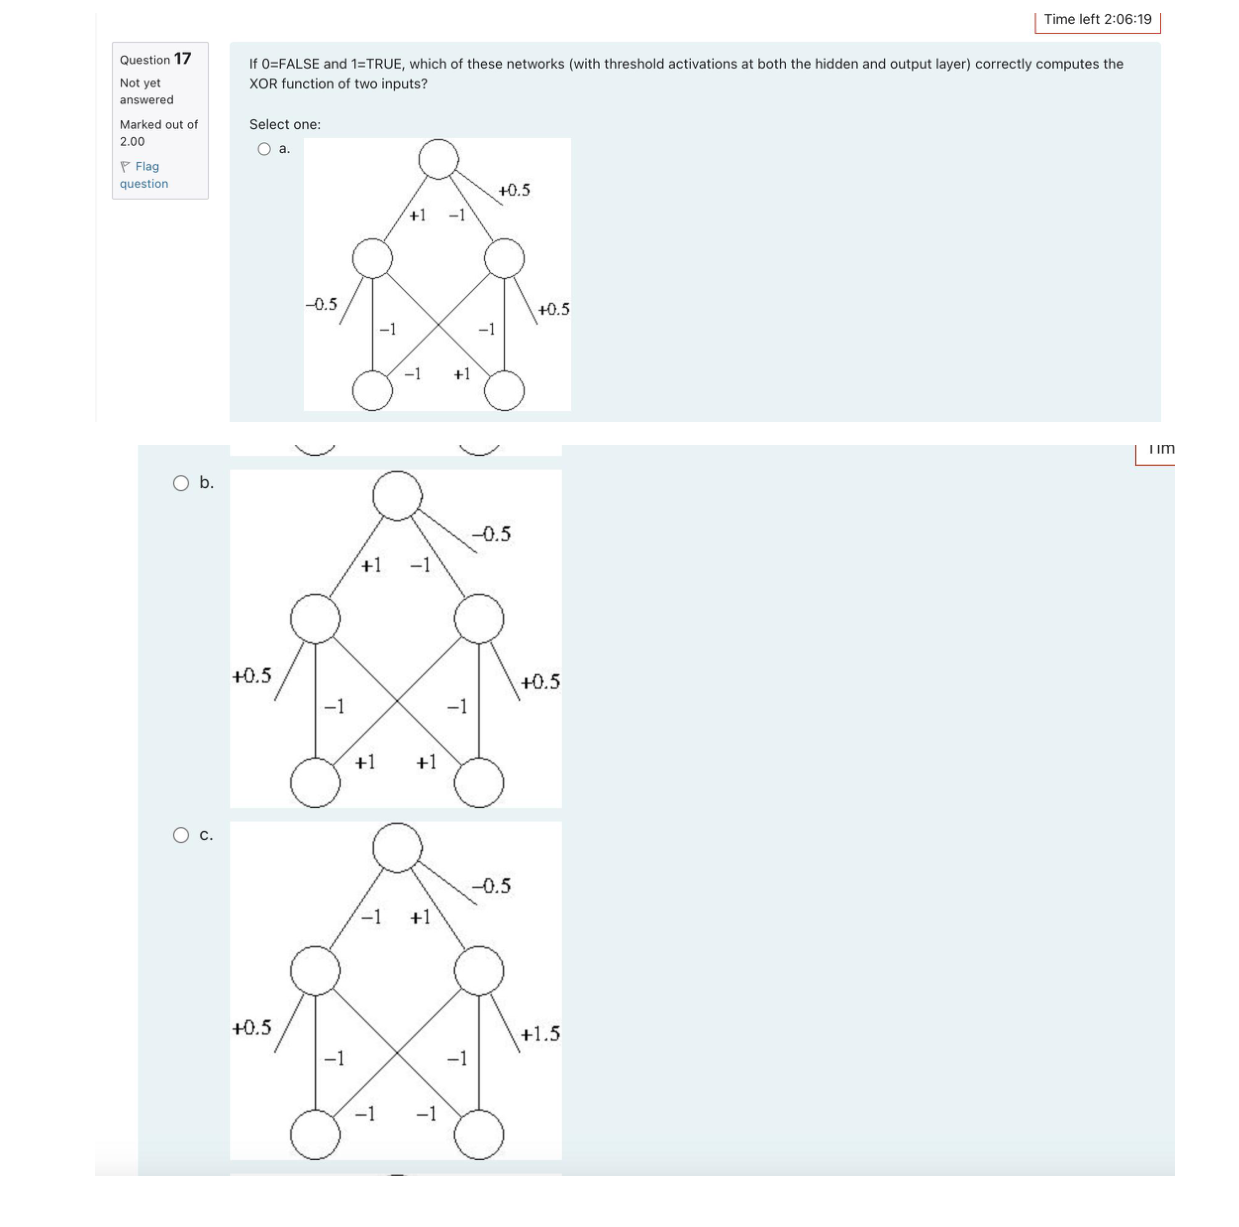 Time left 2:06:19
Question 17
Not yet
answered
Marked out of
2.00
Flag
question
If 0=FALSE and 1=TRUE, which of these networks (with threshold activations at both the hidden and output layer) correctly computes the
XOR function of two inputs?
Select one:
a.
+0.5
+1 −1
−0.5
+0.5
−1 −1
−1 +1
b.
−0.5
+1 −1
+0.5
+0.5
−1 −1
+1 +1
c.
−0.5
−1 +1
+0.5
+1.5
−1 −1
−1 −1